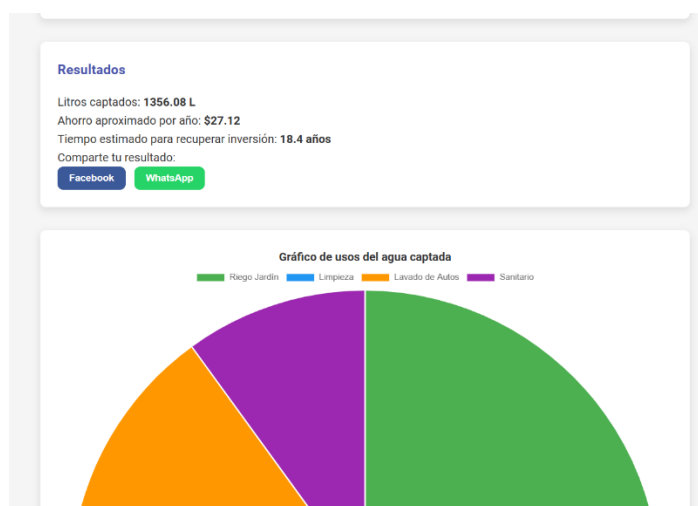 Resultados
Litros captados: 1356.08 L
Ahorro aproximado por año: $27.12
Tiempo estimado para recuperar inversión: 18.4 años
Comparte tu resultado:
Facebook WhatsApp
Gráfico de usos del agua captada
Riego Jardín Limpieza Lavado de Autos Sanitario